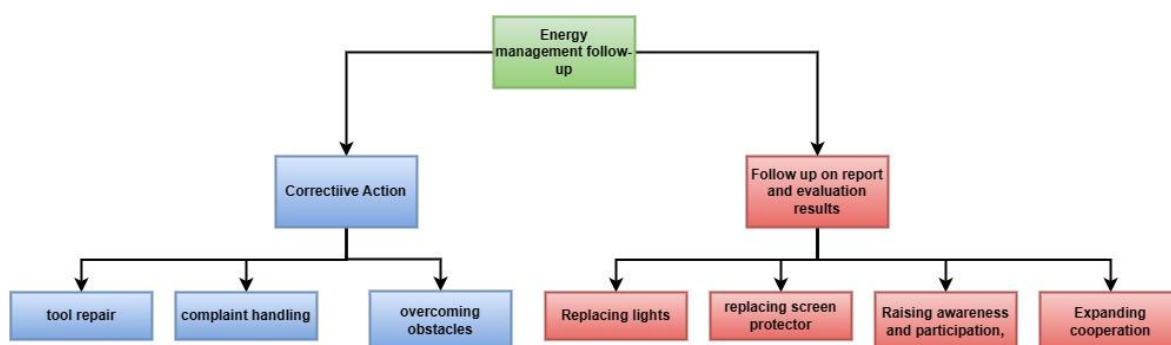 Energy
management follow-
up
Correctiive Action
Follow up on report
and evaluation
results
tool repair
complaint handling
overcoming
obstacles
Replacing lights
replacing screen
protector
Raising awareness
and participation,
Expanding
cooperation